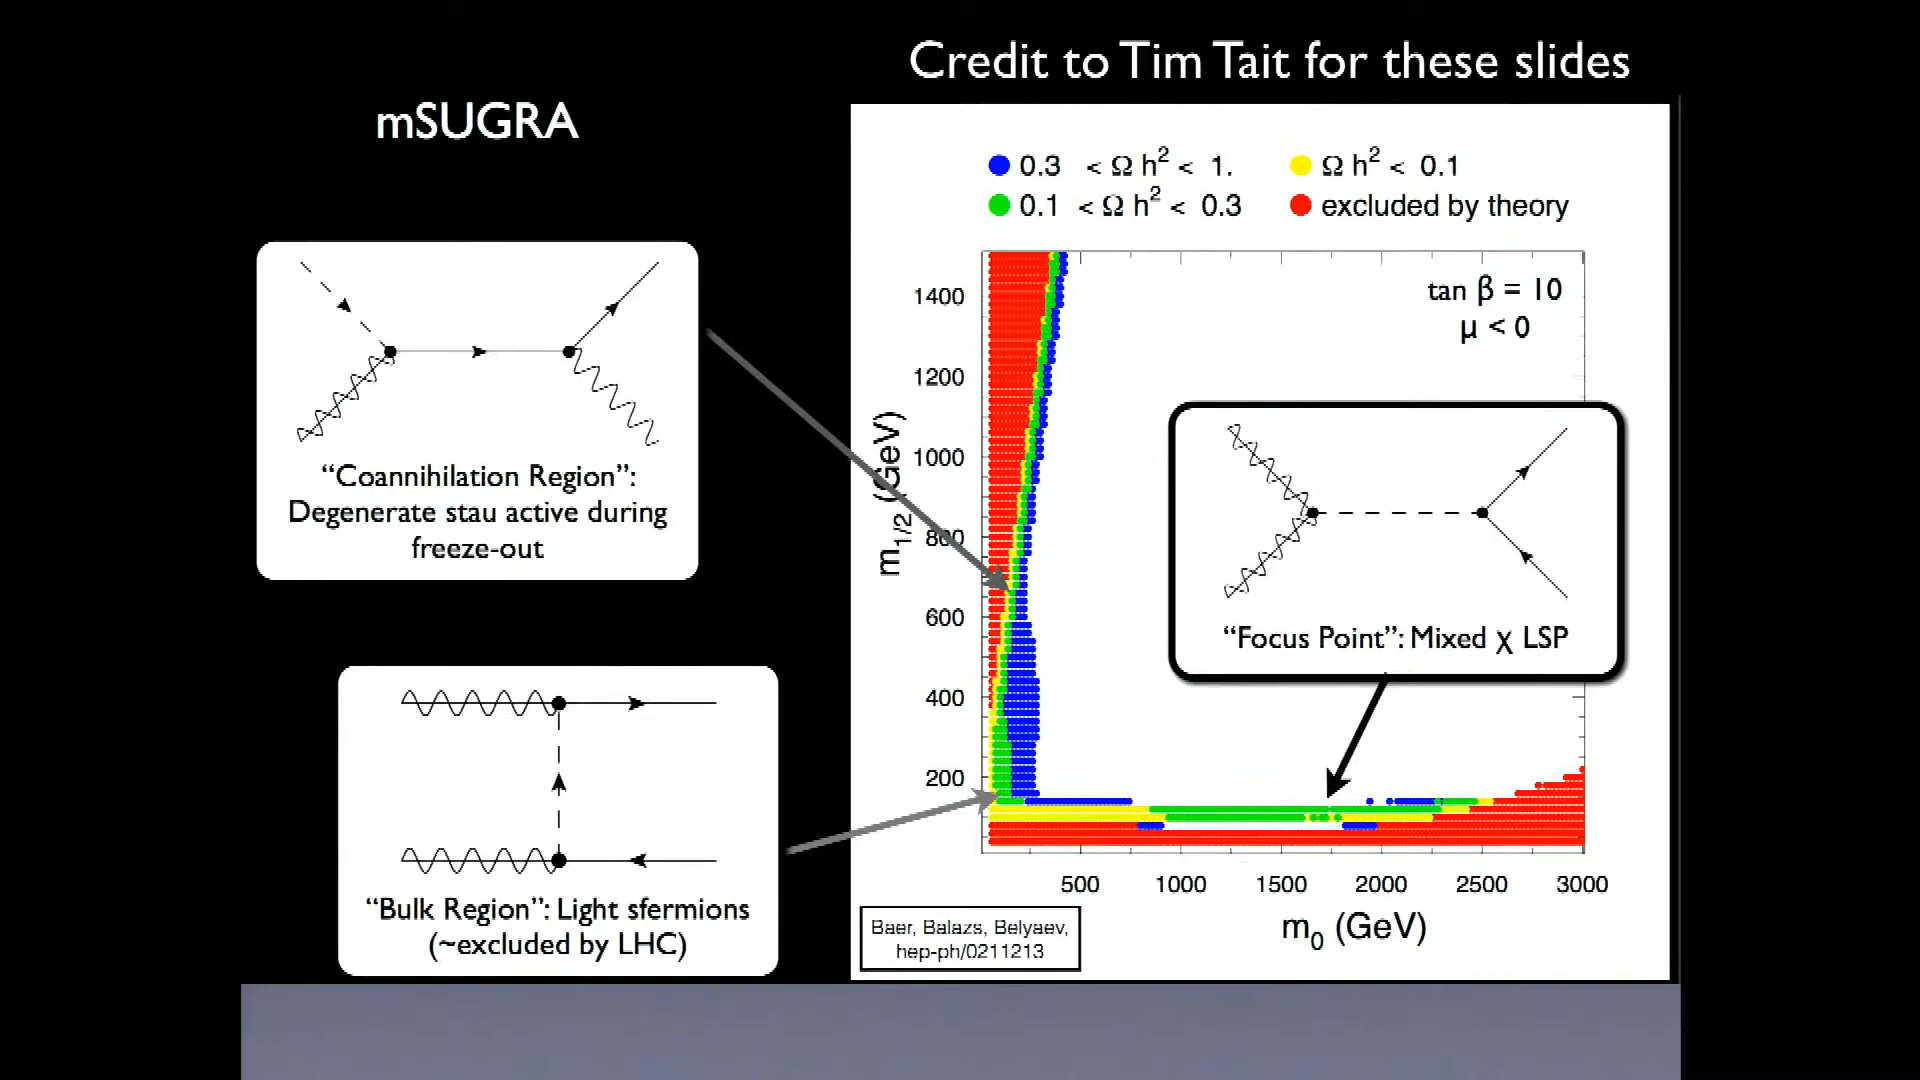 Credit to Tim Tait for these slides
mSUGRA
0.3 < Ω h² < 1.
Ω h² < 0.1
0.1 < Ω h² < 0.3
excluded by theory
tan β = 10
μ < 0
1400
1200
1000
800
600
400
200
m1/2 (GeV)
500 1000 1500 2000 2500 3000
m0 (GeV)
"Coannihilation Region":
Degenerate stau active during
freeze-out
"Focus Point": Mixed χ LSP
"Bulk Region": Light sfermions
(~excluded by LHC)
Baer, Balazs, Belyaev,
hep-ph/0211213